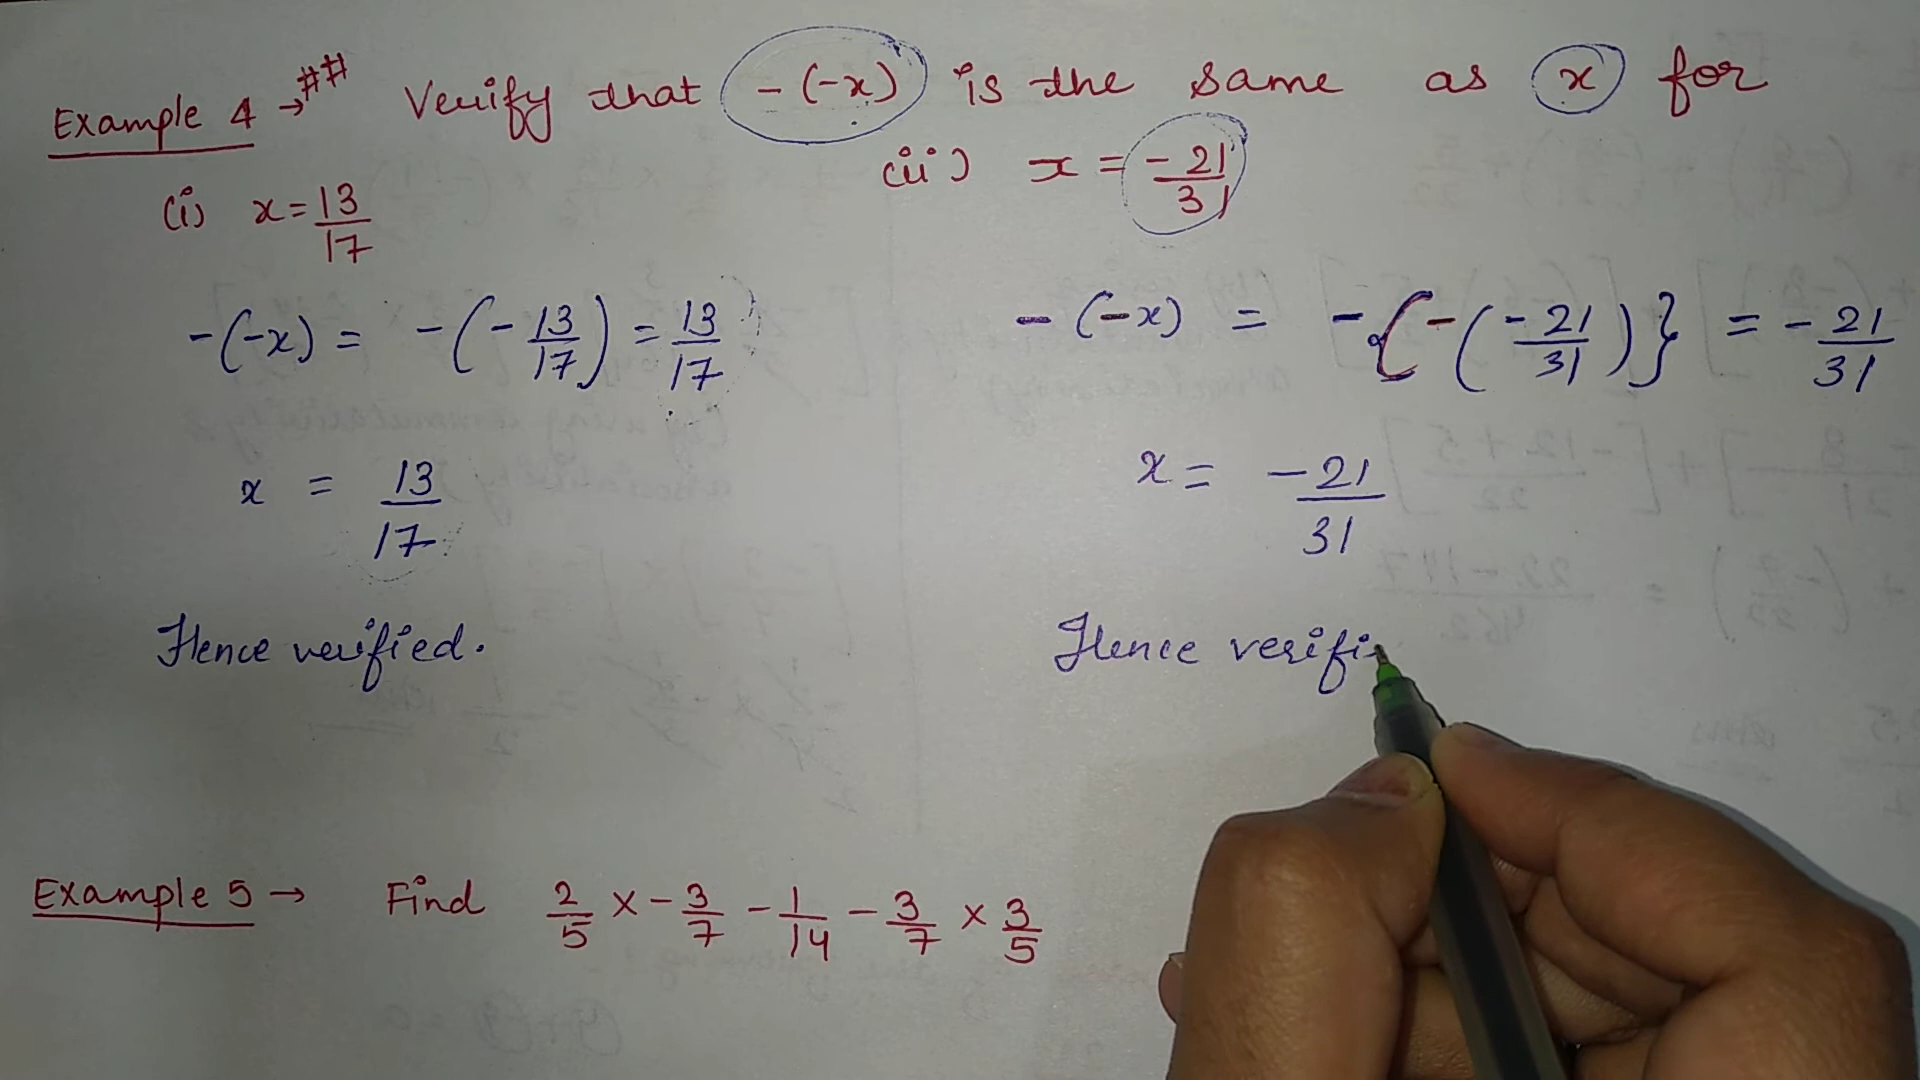 Example 4 → ## Verify that -(-x) is the same as x for
(i) x = 13/17 (ii) x = -21/31
-(-x) = -(-13/17) = 13/17
x = 13/17
Hence verified.
-(-x) = -{-(-21/31)} = -21/31
x = -21/31
Hence verifi
Example 5 → Find 2/5 × -3/7 - 1/14 - 3/7 × 3/5